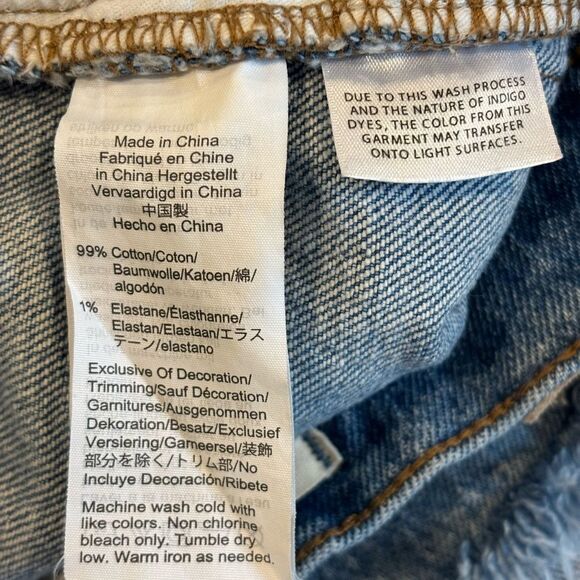 Made in China
Fabriqué en Chine
in China Hergestellt
Vervaardigd in China
中国製
Hecho en China
99% Cotton/Coton/
Baumwolle/Katoen/綿/
algodón
1% Elastane/Élasthanne/
Elastan/Elastaan/エラス
テーン/elastano
Exclusive Of Decoration/
Trimming/Sauf Décoration/
Garnitures/Ausgenommen
Dekoration/Besatz/Exclusief
Versiering/Garneersel/装飾
部分を除く/トリム部/No
Incluye Decoración/Ribete
Machine wash cold with
like colors. Non chlorine
bleach only. Tumble dry
low. Warm iron as needed.
DUE TO THIS WASH PROCESS
AND THE NATURE OF INDIGO
DYES, THE COLOR FROM THIS
GARMENT MAY TRANSFER
ONTO LIGHT SURFACES.